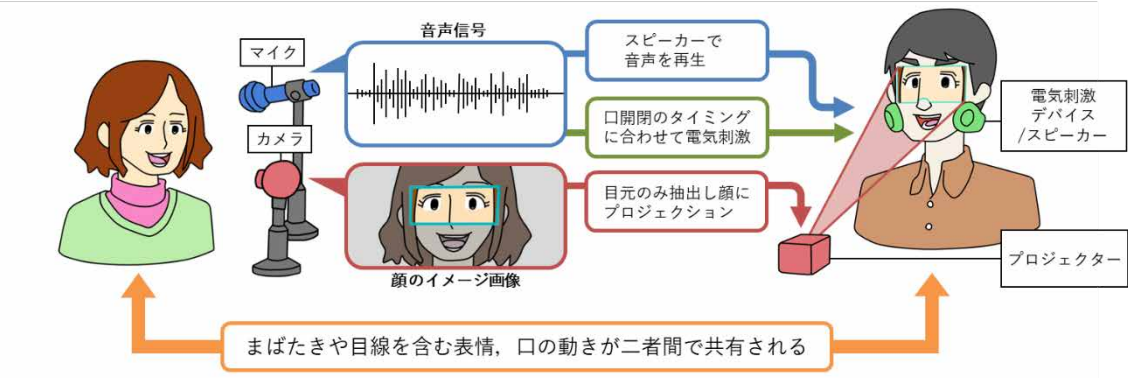 音声信号
マイク
スピーカーで
音声を再生
口開閉のタイミング
に合わせて電気刺激
電気刺激
デバイス
/スピーカー
カメラ
目元のみ抽出し顔に
プロジェクション
顔のイメージ画像
プロジェクター
まばたきや目線を含む表情，口の動きが二者間で共有される